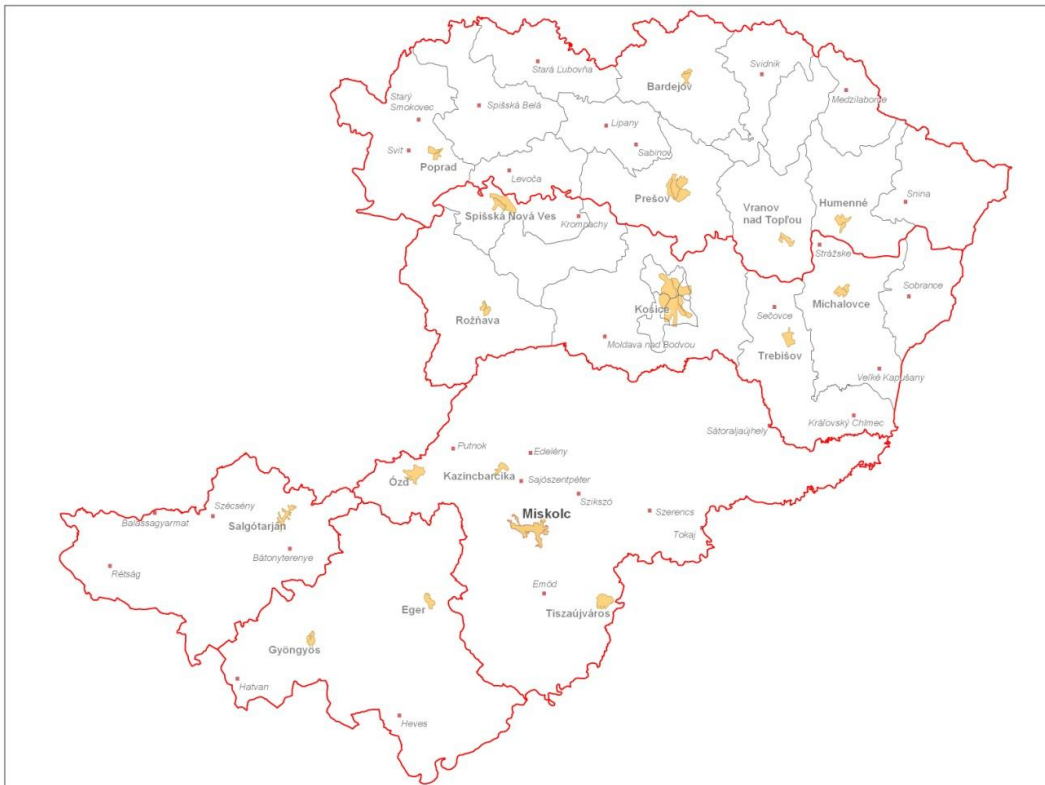 Stará Ľubovňa
Svidník
Bardejov
Medzilaborce
Starý
Smokovec
Spišská Belá
Lipany
Sabinov
Svit
Poprad
Levoča
Prešov
Vranov
nad Topľou
Humenné
Snina
Spišská Nová Ves
Krompachy
Strážske
Michalovce
Sobrance
Košice
Sečovce
Rožňava
Moldava nad Bodvou
Trebišov
Veľké Kapušany
Kráľovský Chlmec
Sátoraljaújhely
Putnok
Edelény
Ózd
Kazincbarcika
Sajószentpéter
Szikszó
Szécsény
Balassagyarmat
Salgótarján
Miskolc
Szerencs
Tokaj
Bátonyterenye
Rétság
Emőd
Eger
Tiszaújváros
Gyöngyös
Hatvan
Heves